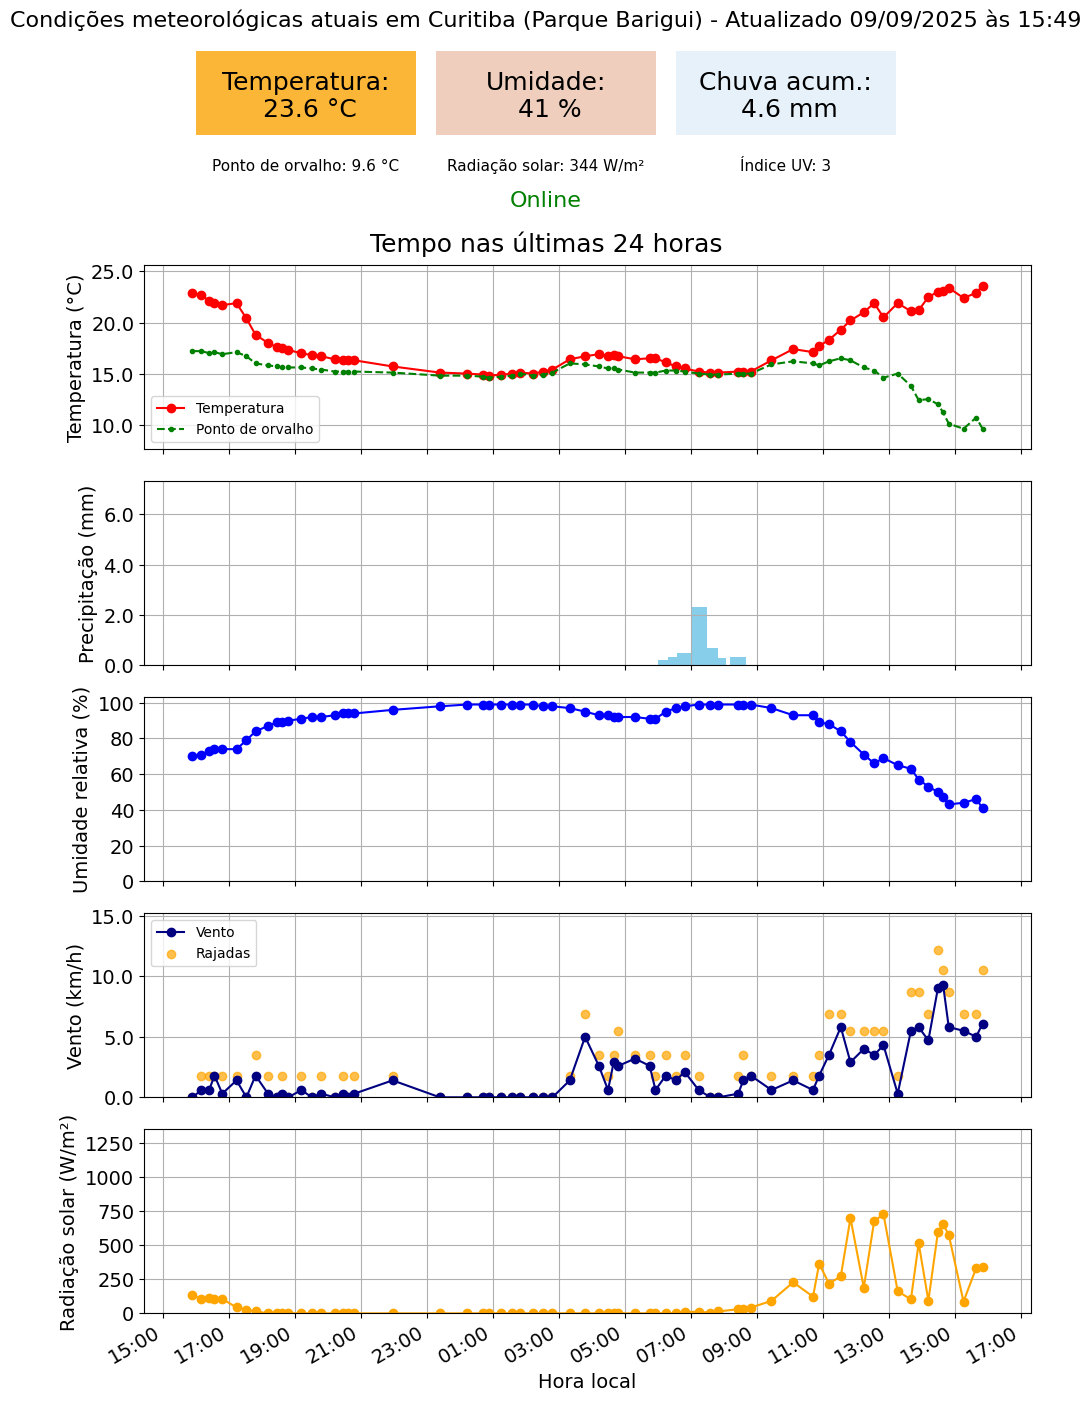 Condições meteorológicas atuais em Curitiba (Parque Barigui) - Atualizado 09/09/2025 às 15:49
Temperatura:
23.6 °C
Umidade:
41 %
Chuva acum.:
4.6 mm
Ponto de orvalho: 9.6 °C
Radiação solar: 344 W/m²
Índice UV: 3
Online
Tempo nas últimas 24 horas
Temperatura (°C)
25.0
20.0
15.0
10.0
Temperatura
Ponto de orvalho
Precipitação (mm)
6.0
4.0
2.0
0.0
Umidade relativa (%)
100
80
60
40
20
0
Vento (km/h)
15.0
10.0
5.0
0.0
Vento
Rajadas
Radiação solar (W/m²)
1250
1000
750
500
250
0
15:00
17:00
19:00
21:00
23:00
01:00
03:00
05:00
07:00
09:00
11:00
13:00
15:00
17:00
Hora local